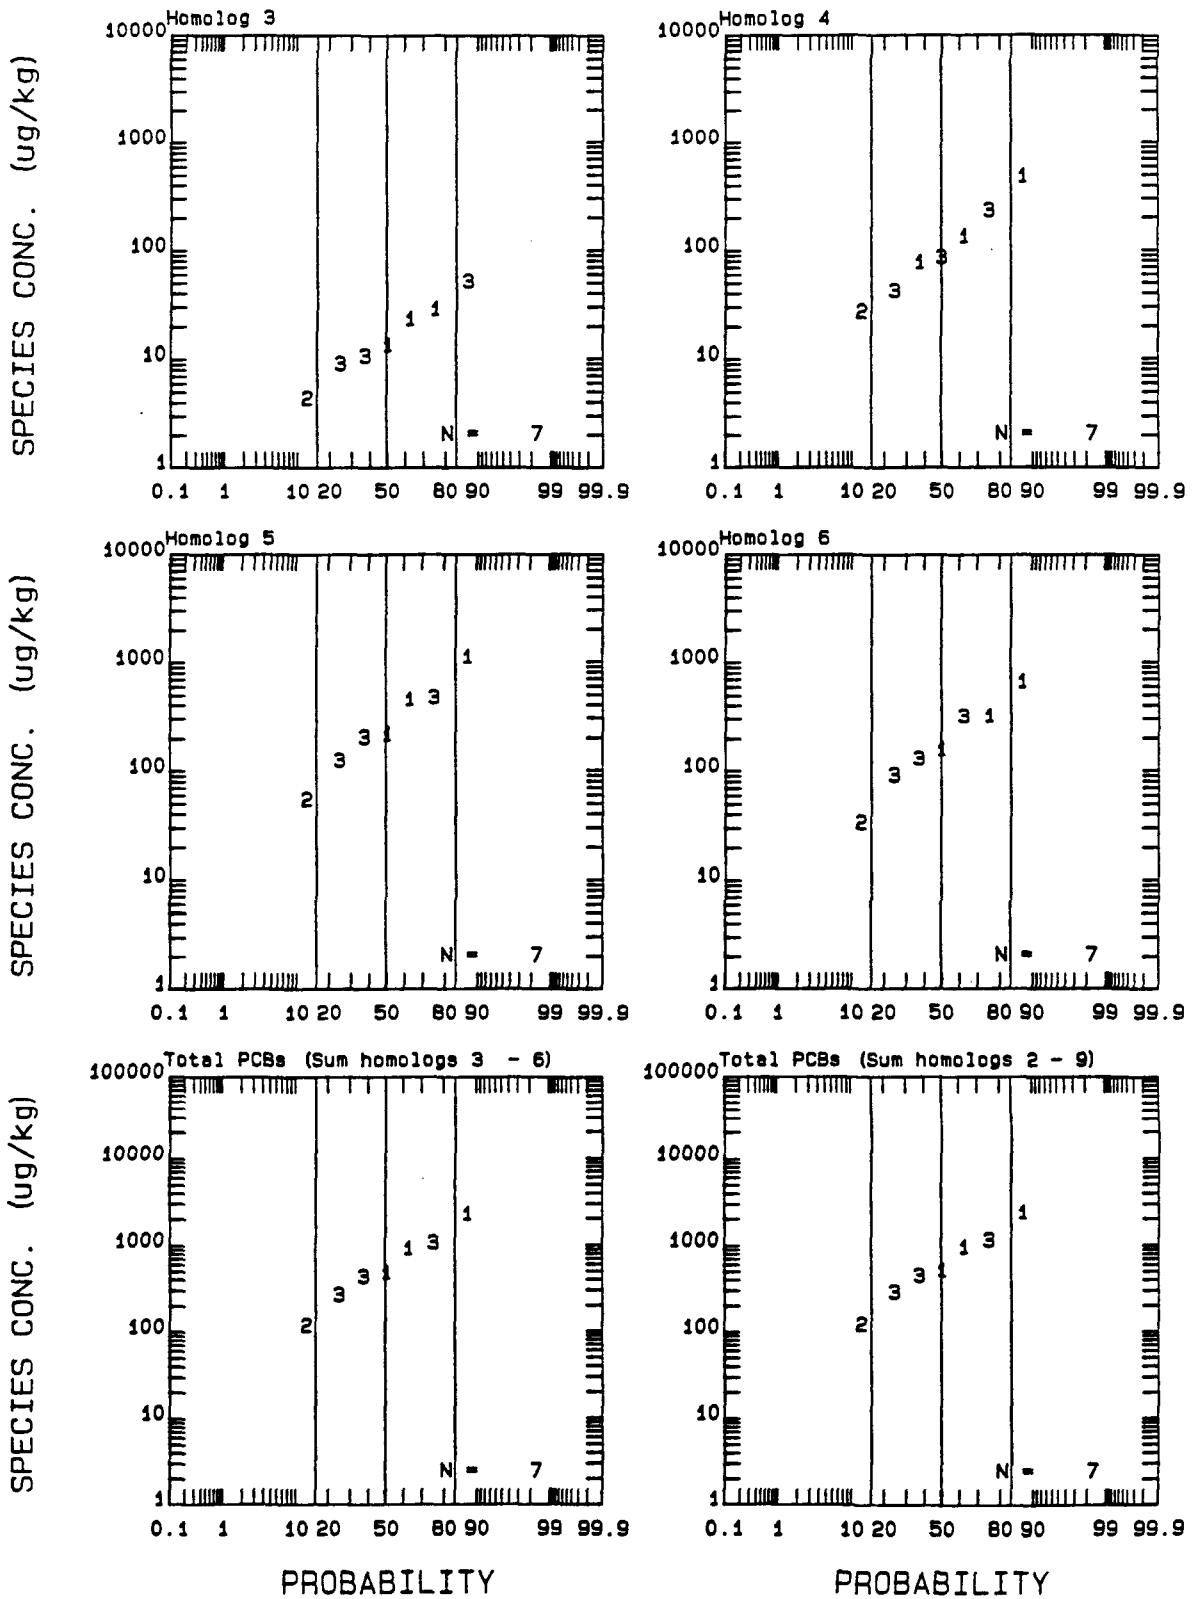 Homolog 3
Homolog 4
SPECIES CONC. (ug/kg)
10000
1000
100
10
1
2 3 3 1 1 1 3
N = 7
0.1 1 10 20 50 80 90 99 99.9
10000
1000
100
10
1
2 3 1 3 1 3 1
N = 7
0.1 1 10 20 50 80 90 99 99.9
Homolog 5
Homolog 6
SPECIES CONC. (ug/kg)
10000
1000
100
10
1
2 3 3 1 1 3 1
N = 7
0.1 1 10 20 50 80 90 99 99.9
10000
1000
100
10
1
2 3 3 1 3 1 1
N = 7
0.1 1 10 20 50 80 90 99 99.9
Total PCBs (Sum homologs 3 - 6)
Total PCBs (Sum homologs 2 - 9)
SPECIES CONC. (ug/kg)
100000
10000
1000
100
10
1
2 3 3 1 1 3 1
N = 7
0.1 1 10 20 50 80 90 99 99.9
100000
10000
1000
100
10
1
2 3 3 1 1 3 1
N = 7
0.1 1 10 20 50 80 90 99 99.9
PROBABILITY
PROBABILITY